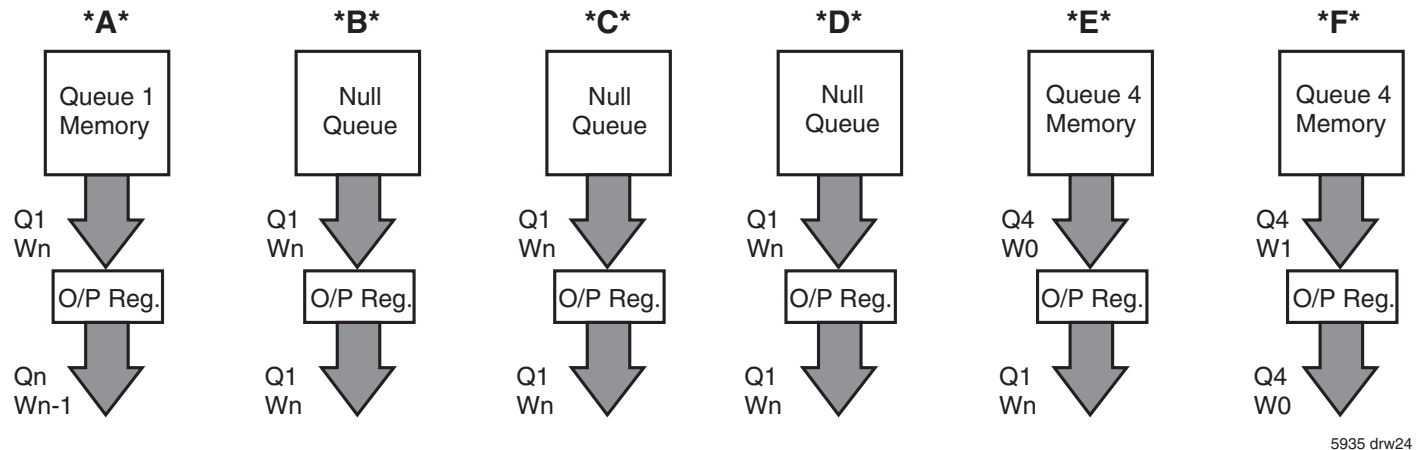 *A*
Queue 1
Memory
Q1
Wn
O/P Reg.
Qn
Wn-1
*B*
Null
Queue
Q1
Wn
O/P Reg.
Q1
Wn
*C*
Null
Queue
Q1
Wn
O/P Reg.
Q1
Wn
*D*
Null
Queue
Q1
Wn
O/P Reg.
Q1
Wn
*E*
Queue 4
Memory
Q4
W0
O/P Reg.
Q1
Wn
*F*
Queue 4
Memory
Q4
W1
O/P Reg.
Q4
W0
5935 drw24